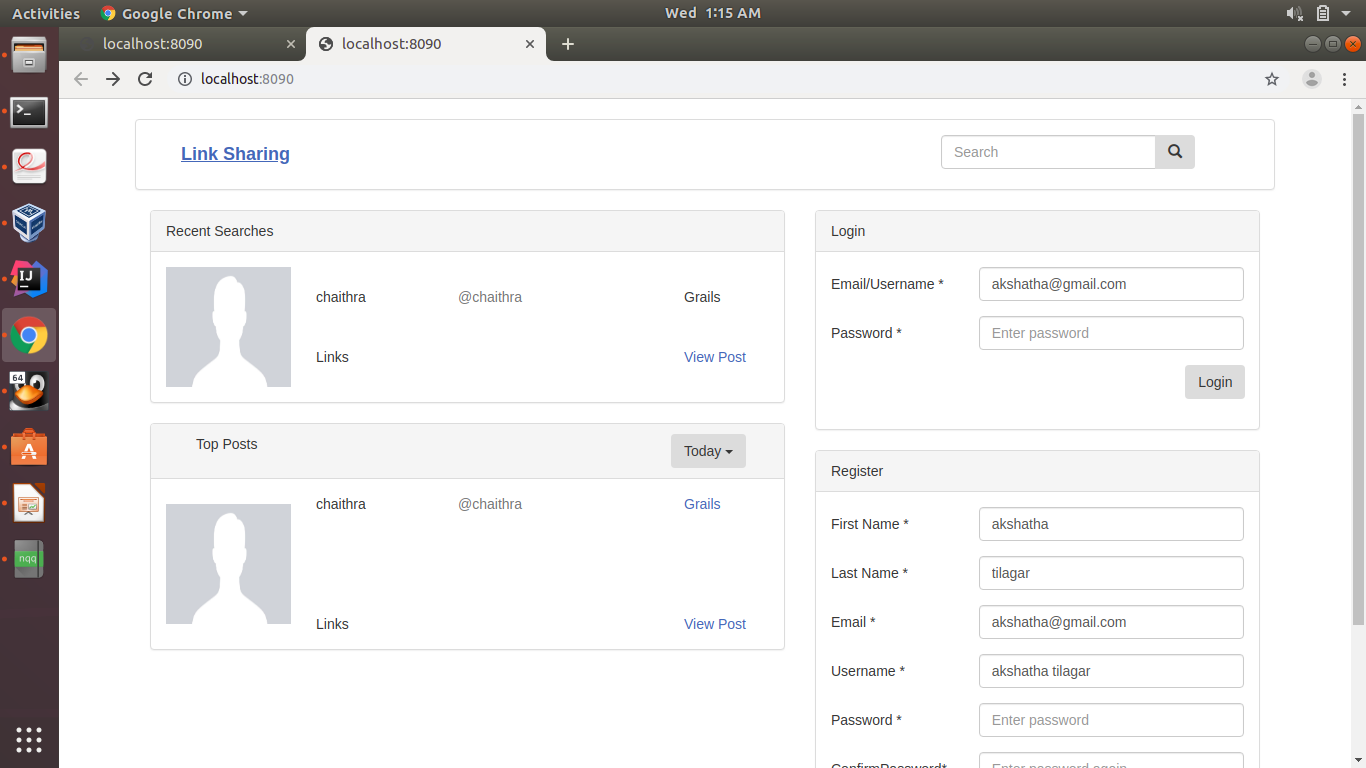 Activities Google Chrome Wed 1:15 AM
localhost:8090 localhost:8090
localhost:8090
Link Sharing
Search
Recent Searches
chaithra @chaithra Grails
Links View Post
Top Posts Today
chaithra @chaithra Grails
Links View Post
Login
Email/Username * akshatha@gmail.com
Password * Enter password
Login
Register
First Name * akshatha
Last Name * tilagar
Email * akshatha@gmail.com
Username * akshatha tilagar
Password * Enter password
ConfirmPassword* Enter password again
IJ
64
nqq